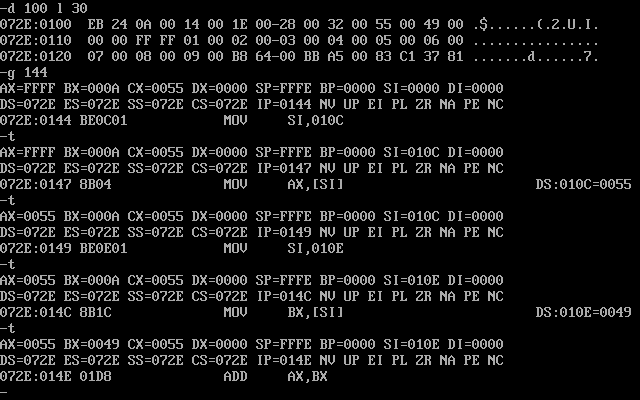 -d 100 l 30
072E:0100  EB 24 0A 00 14 00 1E 00-28 00 32 00 55 00 49 00 .$......(.2.U.I.
072E:0110  00 00 FF FF 01 00 02 00-03 00 04 00 05 00 06 00 ................
072E:0120  07 00 08 00 09 00 B8 64-00 BB A5 00 83 C1 37 81 .......d......7.
-g 144
AX=FFFF BX=000A CX=0055 DX=0000 SP=FFFE BP=0000 SI=0000 DI=0000
DS=072E ES=072E SS=072E CS=072E IP=0144 NV UP EI PL ZR NA PE NC
072E:0144 BE0C01            MOV     SI,010C
-t
AX=FFFF BX=000A CX=0055 DX=0000 SP=FFFE BP=0000 SI=010C DI=0000
DS=072E ES=072E SS=072E CS=072E IP=0147 NV UP EI PL ZR NA PE NC
072E:0147 8B04              MOV     AX,[SI]                            DS:010C=0055
-t
AX=0055 BX=000A CX=0055 DX=0000 SP=FFFE BP=0000 SI=010C DI=0000
DS=072E ES=072E SS=072E CS=072E IP=0149 NV UP EI PL ZR NA PE NC
072E:0149 BE0E01            MOV     SI,010E
-t
AX=0055 BX=000A CX=0055 DX=0000 SP=FFFE BP=0000 SI=010E DI=0000
DS=072E ES=072E SS=072E CS=072E IP=014C NV UP EI PL ZR NA PE NC
072E:014C 8B1C              MOV     BX,[SI]                            DS:010E=0049
-t
AX=0055 BX=0049 CX=0055 DX=0000 SP=FFFE BP=0000 SI=010E DI=0000
DS=072E ES=072E SS=072E CS=072E IP=014E NV UP EI PL ZR NA PE NC
072E:014E 01D8              ADD     AX,BX
-